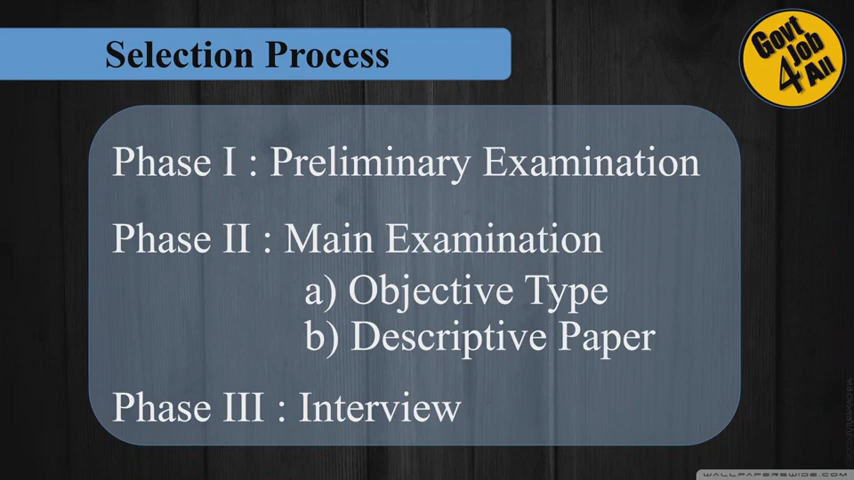 Selection Process
Govt
Job
4 All
Phase I : Preliminary Examination
Phase II : Main Examination
a) Objective Type
b) Descriptive Paper
Phase III : Interview
WALLPAPERSWIDE.COM